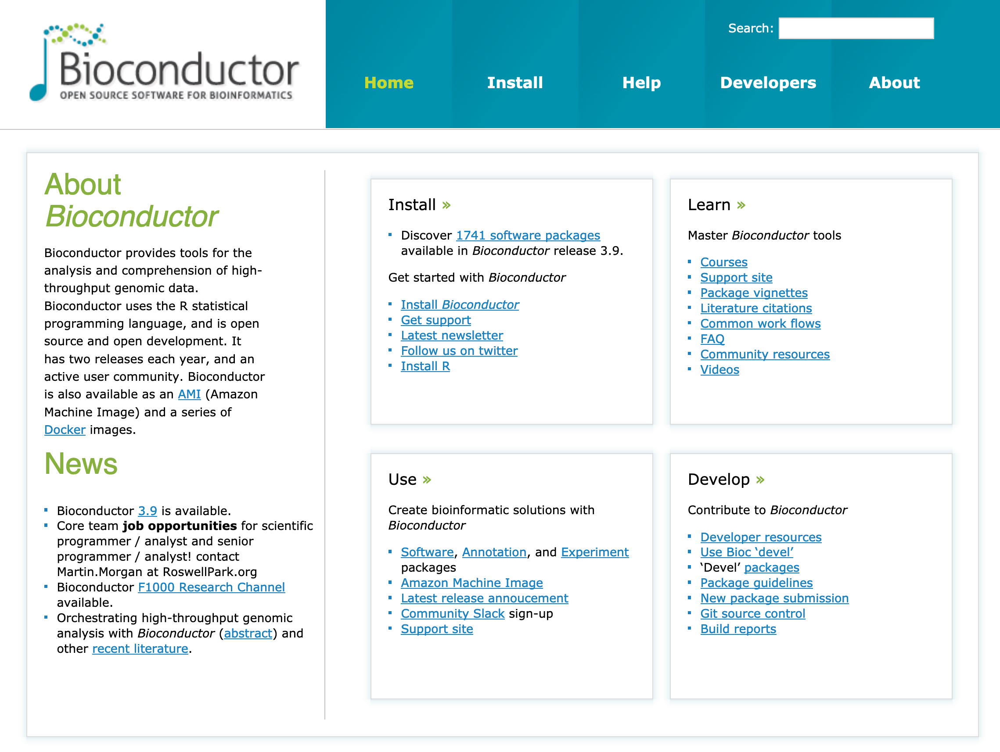 Bioconductor
OPEN SOURCE SOFTWARE FOR BIOINFORMATICS
Search:
Home
Install
Help
Developers
About
About
Bioconductor
Bioconductor provides tools for the
analysis and comprehension of high-
throughput genomic data.
Bioconductor uses the R statistical
programming language, and is open
source and open development. It
has two releases each year, and an
active user community. Bioconductor
is also available as an AMI (Amazon
Machine Image) and a series of
Docker images.
News
Bioconductor 3.9 is available.
Core team job opportunities for scientific
programmer / analyst and senior
programmer / analyst! contact
Martin.Morgan at RoswellPark.org
Bioconductor F1000 Research Channel
available.
Orchestrating high-throughput genomic
analysis with Bioconductor (abstract) and
other recent literature.
Install »
Discover 1741 software packages
available in Bioconductor release 3.9.
Get started with Bioconductor
Install Bioconductor
Get support
Latest newsletter
Follow us on twitter
Install R
Learn »
Master Bioconductor tools
Courses
Support site
Package vignettes
Literature citations
Common work flows
FAQ
Community resources
Videos
Use »
Create bioinformatic solutions with
Bioconductor
Software, Annotation, and Experiment
packages
Amazon Machine Image
Latest release annoucement
Community Slack sign-up
Support site
Develop »
Contribute to Bioconductor
Developer resources
Use Bioc ‘devel’
‘Devel’ packages
Package guidelines
New package submission
Git source control
Build reports